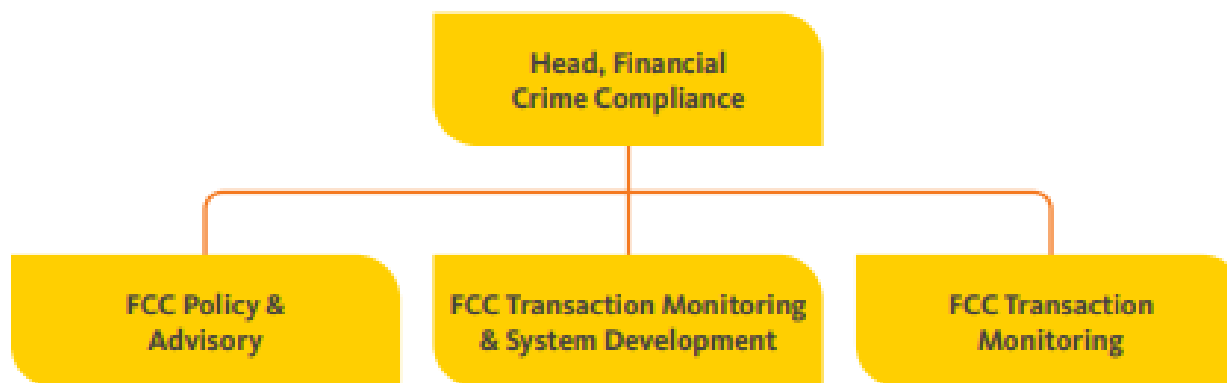 Head, Financial
Crime Compliance
FCC Policy &
Advisory
FCC Transaction Monitoring
& System Development
FCC Transaction
Monitoring